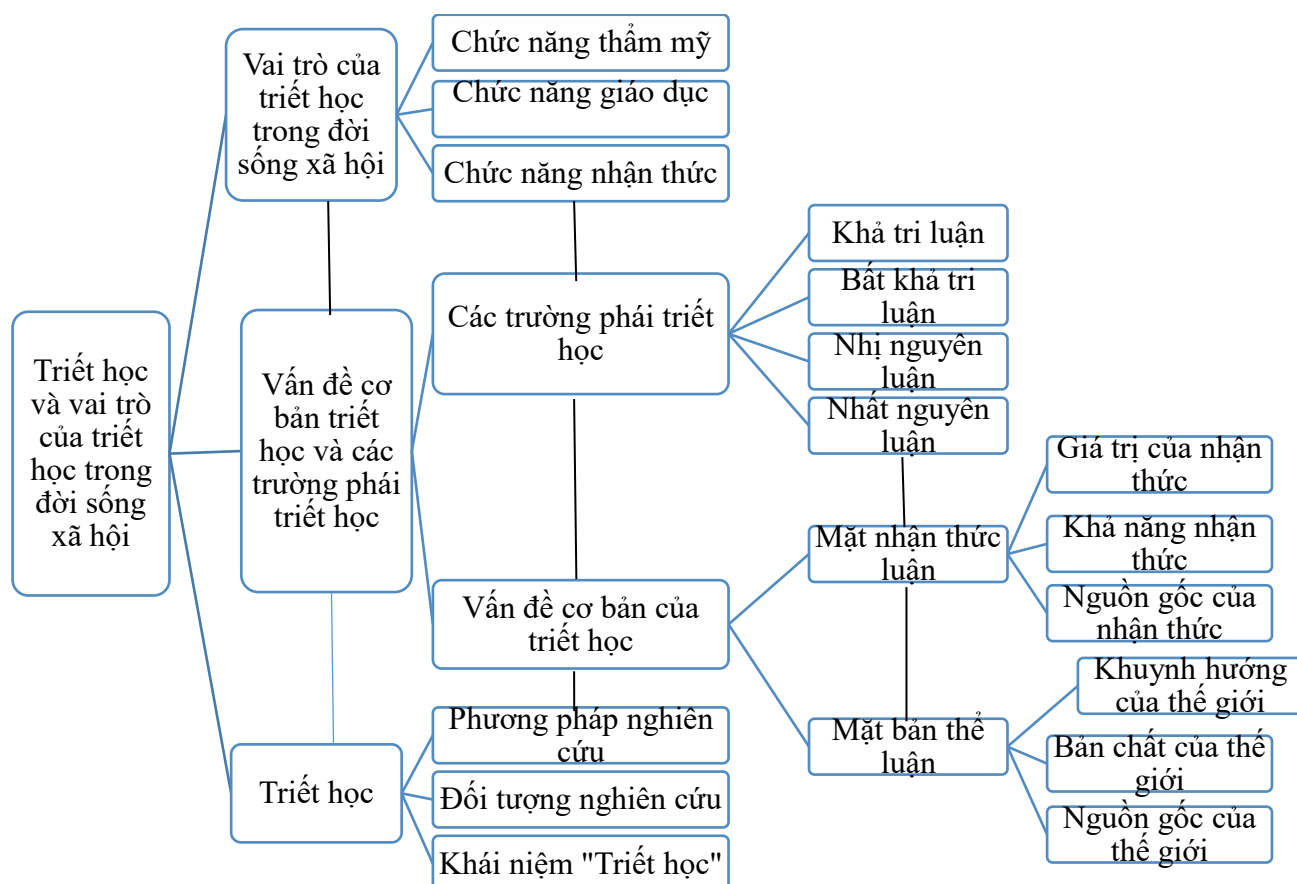 Triết học
và vai trò
của triết
học trong
đời sống
xã hội
Vai trò của
triết học
trong đời
sống xã hội
Chức năng thẩm mỹ
Chức năng giáo dục
Chức năng nhận thức
Vấn đề cơ
bản triết
học và các
trường phái
triết học
Các trường phái triết
học
Khả tri luận
Bất khả tri
luận
Nhị nguyên
luận
Nhất nguyên
luận
Vấn đề cơ bản của
triết học
Mặt nhận thức
luận
Giá trị của nhận
thức
Khả năng nhận
thức
Nguồn gốc của
nhận thức
Mặt bản thể
luận
Khuynh hướng
của thế giới
Bản chất của thế
giới
Nguồn gốc của
thế giới
Triết học
Phương pháp nghiên
cứu
Đối tượng nghiên cứu
Khái niệm "Triết học"